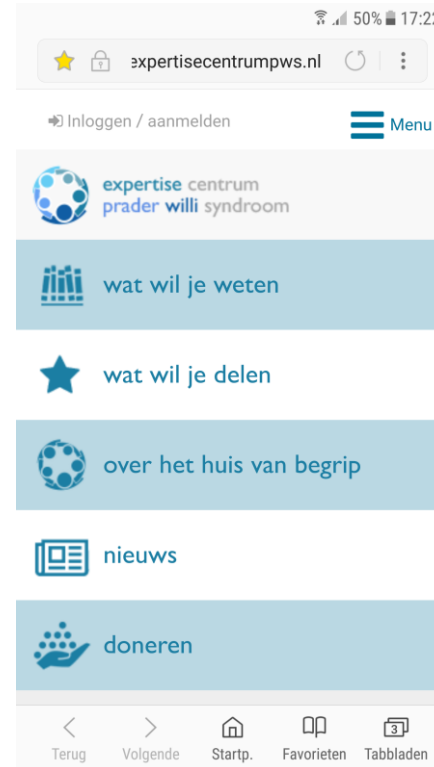 50% 17:22
expertisecentrumpws.nl
Inloggen / aanmelden Menu
expertise centrum
prader willi syndroom
wat wil je weten
wat wil je delen
over het huis van begrip
nieuws
doneren
3
Terug Volgende Startp. Favorieten Tabbladen